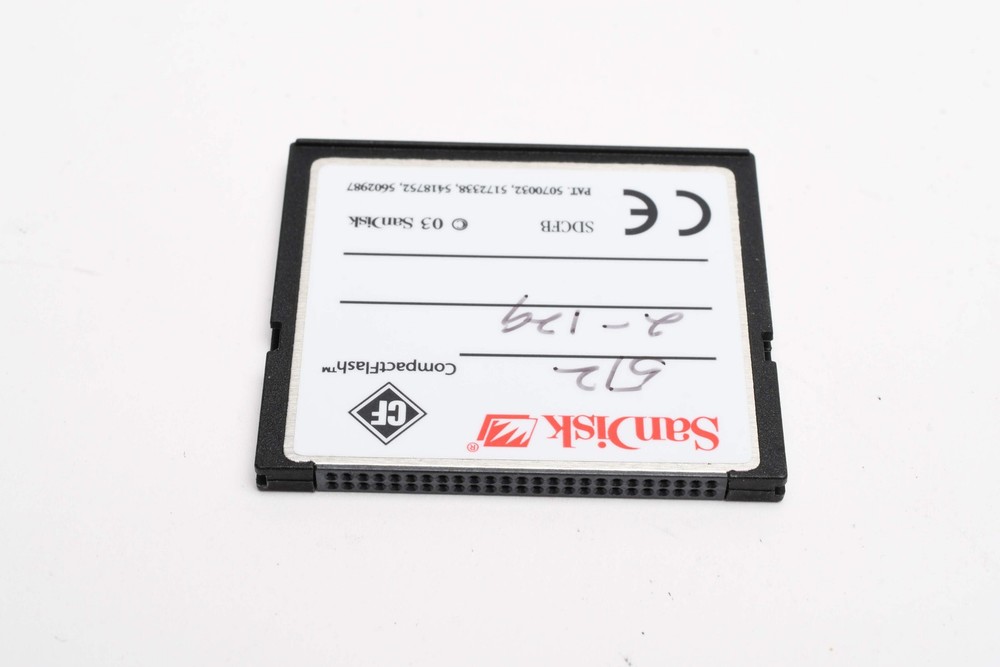 SanDisk®
CF
CompactFlash™
512
2-129
SDCFB
© 03 SanDisk
CE
PAT. 5070032, 5172338, 5418752, 5602987